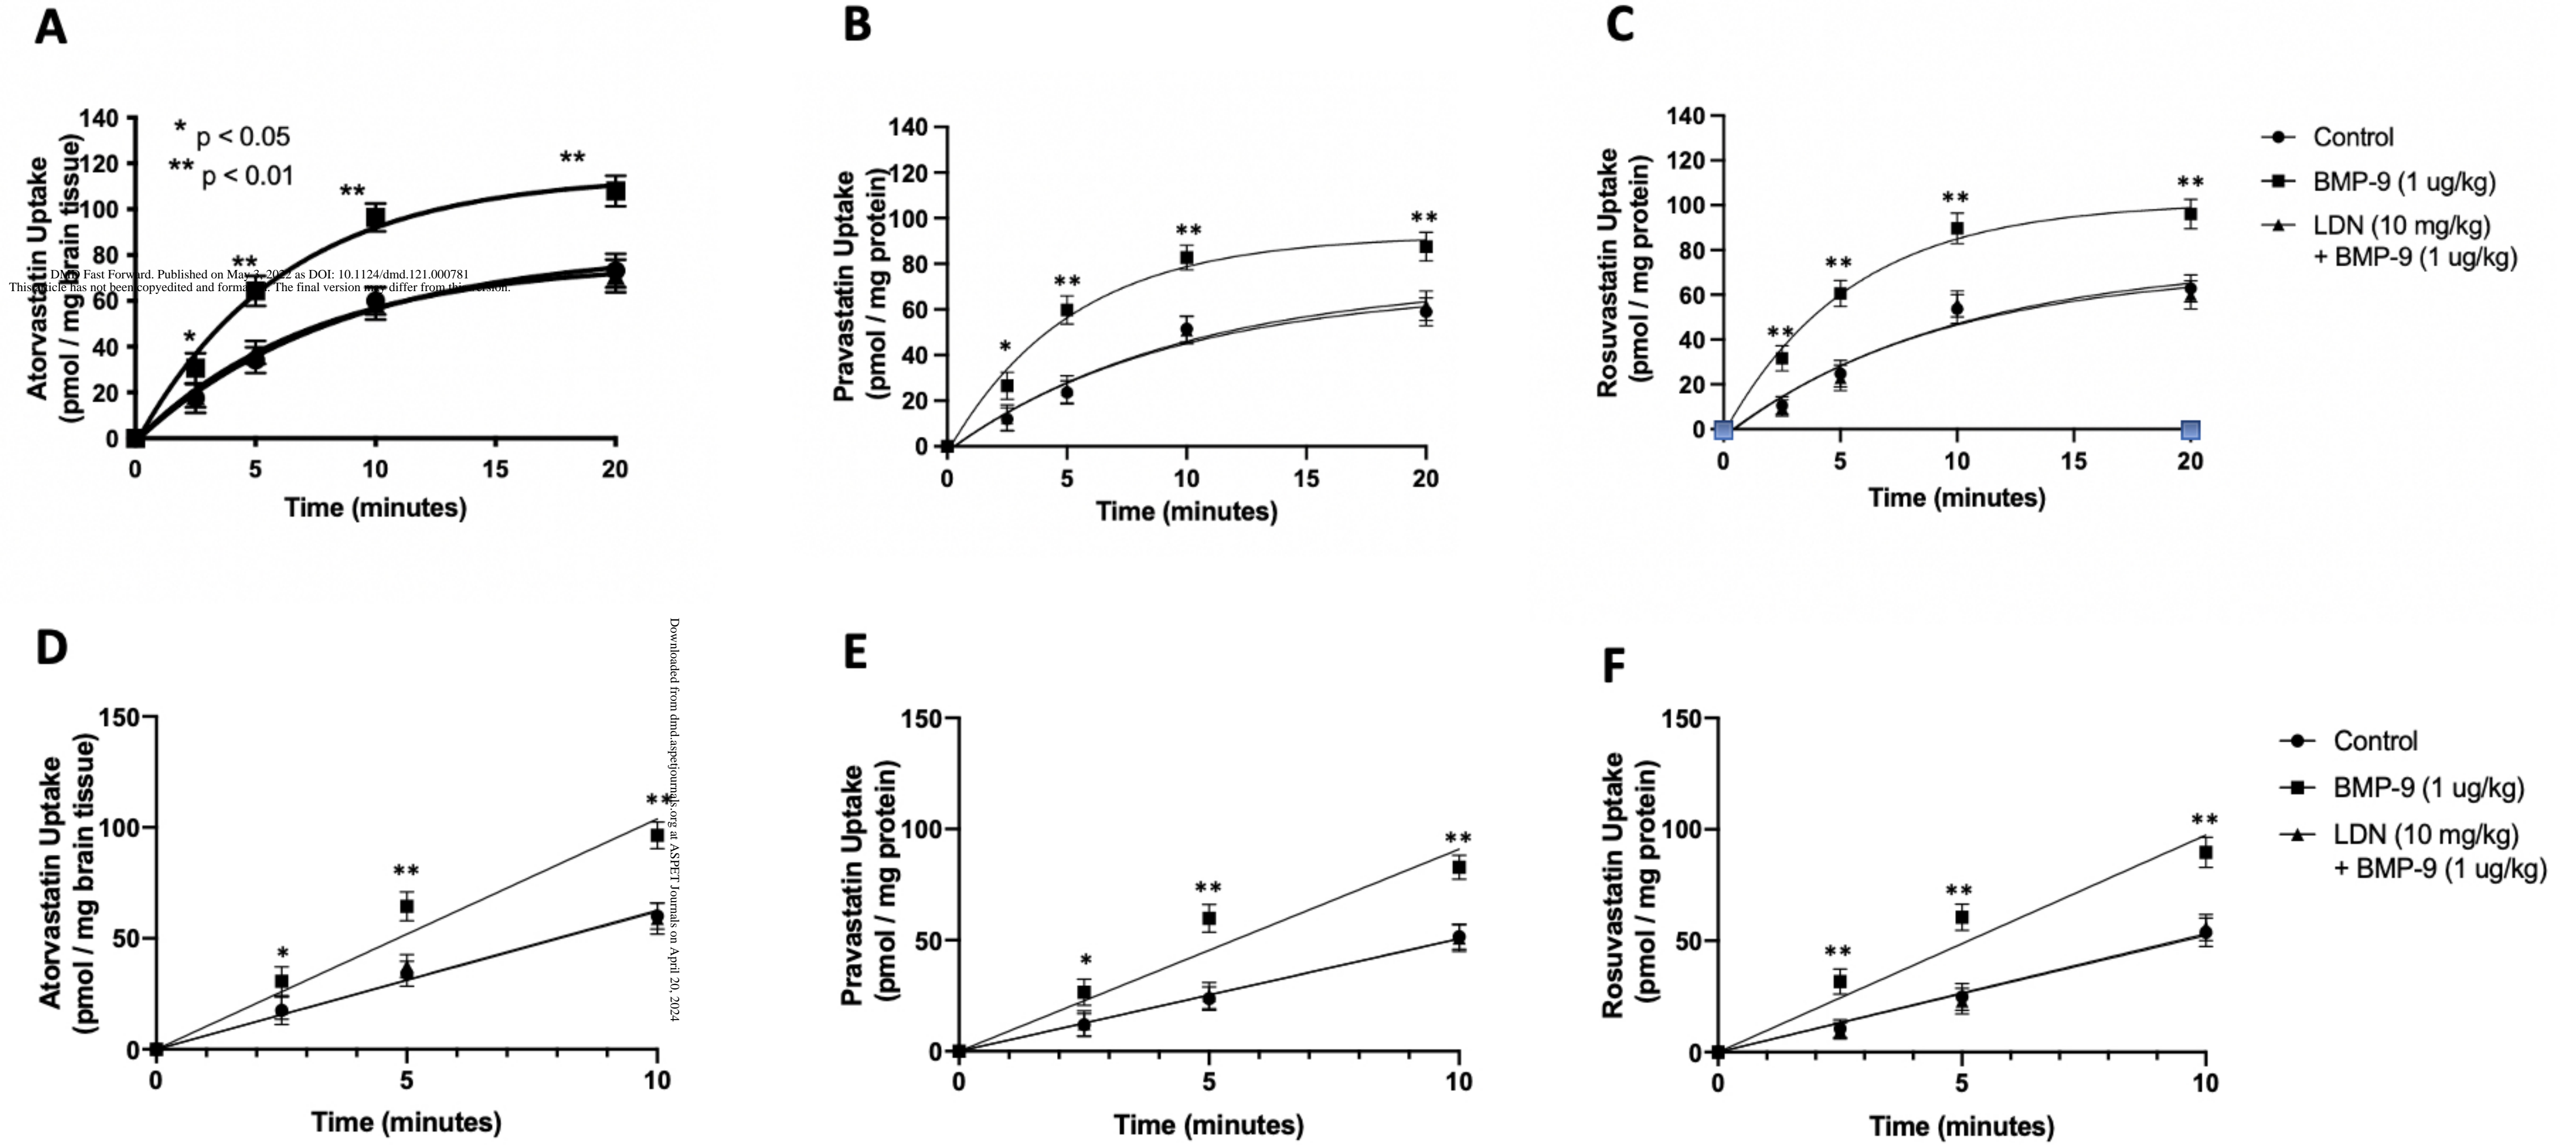 A
140
120
100
80
60
40
20
0
0
5
10
15
20
Atorvastatin Uptake
(pmol / mg brain tissue)
Time (minutes)
* p < 0.05
** p < 0.01
**
**
**
*
DMD Fast Forward. Published on May 3, 2022 as DOI: 10.1124/dmd.121.000781
This article has not been copyedited and formatted. The final version may differ from this version.
B
140
120
100
80
60
40
20
0
0
5
10
15
20
Pravastatin Uptake
(pmol / mg protein)
Time (minutes)
*
**
**
**
C
140
120
100
80
60
40
20
0
0
5
10
15
20
Rosuvastatin Uptake
(pmol / mg protein)
Time (minutes)
**
**
**
**
Control
BMP-9 (1 ug/kg)
LDN (10 mg/kg)
+ BMP-9 (1 ug/kg)
D
150
100
50
0
0
5
10
Atorvastatin Uptake
(pmol / mg brain tissue)
Time (minutes)
*
**
**
Downloaded from dmd.aspetjournals.org at ASPET Journals on April 20, 2024
E
150
100
50
0
0
5
10
Pravastatin Uptake
(pmol / mg protein)
Time (minutes)
*
**
**
F
150
100
50
0
0
5
10
Rosuvastatin Uptake
(pmol / mg protein)
Time (minutes)
**
**
**
Control
BMP-9 (1 ug/kg)
LDN (10 mg/kg)
+ BMP-9 (1 ug/kg)